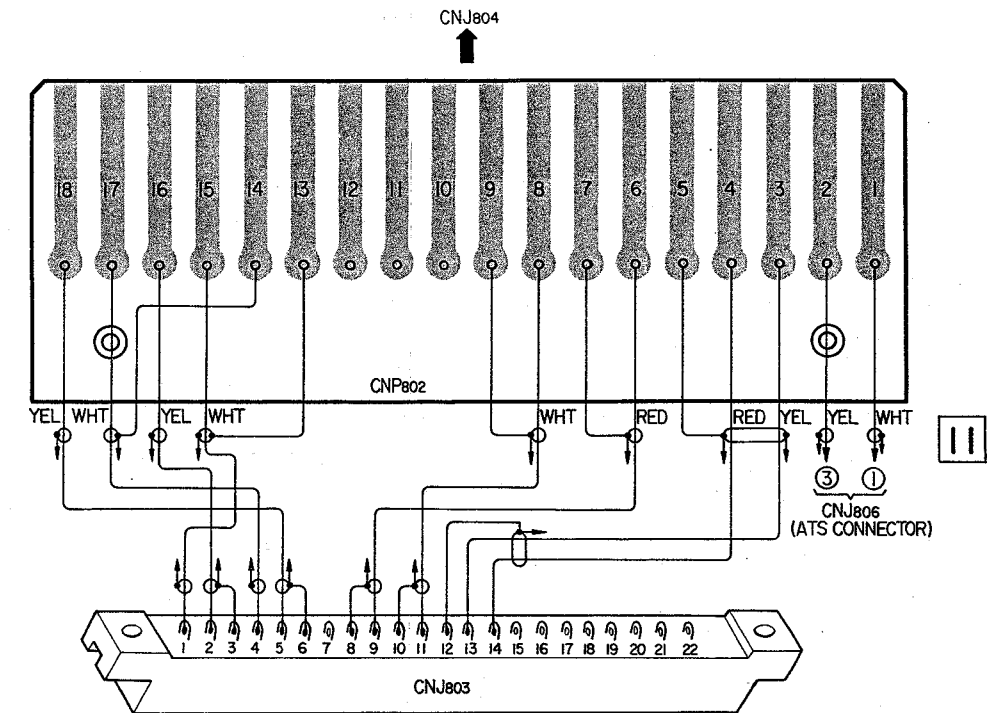 CNJ804
18 17 16 15 14 13 12 11 10 9 8 7 6 5 4 3 2 1
CNP802
YEL WHT YEL WHT WHT RED RED YEL YEL WHT
11
3 1
CNJ806
(ATS CONNECTOR)
1 2 3 4 5 6 7 8 9 10 11 12 13 14 15 16 17 18 19 20 21 22
CNJ803